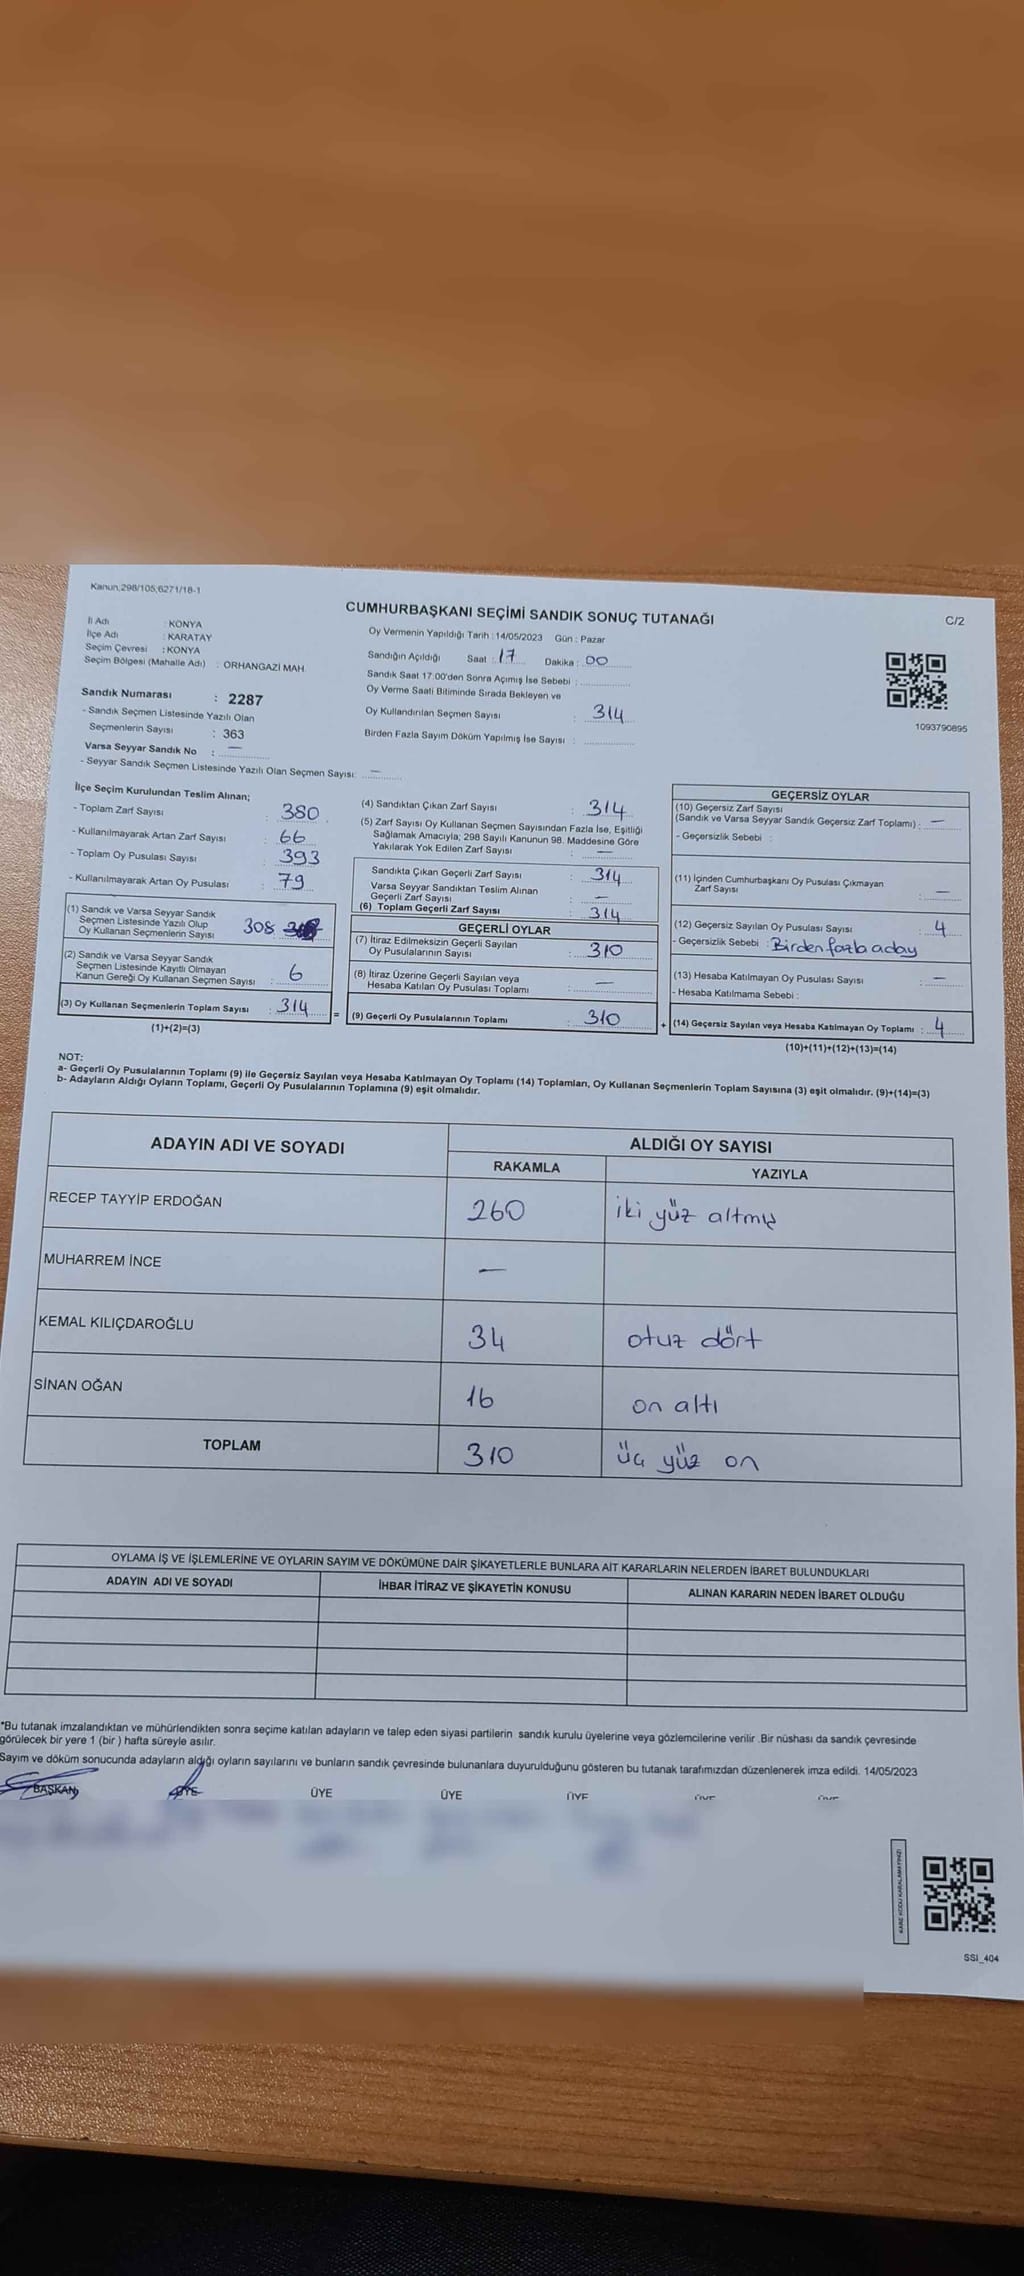 Kanun:298/105;6271/18-1
CUMHURBAŞKANI SEÇİMİ SANDIK SONUÇ TUTANAĞI
C/2
İl Adı : KONYA
İlçe Adı : KARATAY
Seçim Çevresi : KONYA
Seçim Bölgesi (Mahalle Adı) : ORHANGAZİ MAH.
Sandık Numarası : 2287
- Sandık Seçmen Listesinde Yazılı Olan
Seçmenlerin Sayısı : 363
Varsa Seyyar Sandık No : —
- Seyyar Sandık Seçmen Listesinde Yazılı Olan Seçmen Sayısı: —
Oy Vermenin Yapıldığı Tarih : 14/05/2023 Gün : Pazar
Sandığın Açıldığı Saat : 17 Dakika : 00
Sandık Saat 17.00'den Sonra Açımış İse Sebebi :
Oy Verme Saati Bitiminde Sırada Bekleyen ve
Oy Kullandırılan Seçmen Sayısı : 314
Birden Fazla Sayım Döküm Yapılmış İse Sayısı :
1093790895
İlçe Seçim Kurulundan Teslim Alınan;
- Toplam Zarf Sayısı : 380
- Kullanılmayarak Artan Zarf Sayısı : 66
- Toplam Oy Pusulası Sayısı : 393
- Kullanılmayarak Artan Oy Pusulası : 79
(1) Sandık ve Varsa Seyyar Sandık
Seçmen Listesinde Yazılı Olup
Oy Kullanan Seçmenlerin Sayısı : 308
(2) Sandık ve Varsa Seyyar Sandık
Seçmen Listesinde Kayıtlı Olmayan
Kanun Gereği Oy Kullanan Seçmen Sayısı : 6
(3) Oy Kullanan Seçmenlerin Toplam Sayısı : 314 =
(1)+(2)=(3)
(4) Sandıktan Çıkan Zarf Sayısı : 314
(5) Zarf Sayısı Oy Kullanan Seçmen Sayısından Fazla İse, Eşitliği
Sağlamak Amacıyla; 298 Sayılı Kanunun 98. Maddesine Göre
Yakılarak Yok Edilen Zarf Sayısı : —
Sandıkta Çıkan Geçerli Zarf Sayısı : 314
Varsa Seyyar Sandıktan Teslim Alınan
Geçerli Zarf Sayısı : —
(6) Toplam Geçerli Zarf Sayısı : 314
GEÇERLİ OYLAR
(7) İtiraz Edilmeksizin Geçerli Sayılan
Oy Pusulalarının Sayısı : 310
(8) İtiraz Üzerine Geçerli Sayılan veya
Hesaba Katılan Oy Pusulası Toplamı : —
(9) Geçerli Oy Pusulalarının Toplamı : 310 +
GEÇERSİZ OYLAR
(10) Geçersiz Zarf Sayısı
(Sandık ve Varsa Seyyar Sandık Geçersiz Zarf Toplamı) : —
- Geçersizlik Sebebi :
(11) İçinden Cumhurbaşkanı Oy Pusulası Çıkmayan
Zarf Sayısı : —
(12) Geçersiz Sayılan Oy Pusulası Sayısı : 4
- Geçersizlik Sebebi : Birden fazla aday
(13) Hesaba Katılmayan Oy Pusulası Sayısı : —
- Hesaba Katılmama Sebebi :
(14) Geçersiz Sayılan veya Hesaba Katılmayan Oy Toplamı : 4
(10)+(11)+(12)+(13)=(14)
NOT:
a- Geçerli Oy Pusulalarının Toplamı (9) ile Geçersiz Sayılan veya Hesaba Katılmayan Oy Toplamı (14) Toplamları, Oy Kullanan Seçmenlerin Toplam Sayısına (3) eşit olmalıdır. (9)+(14)=(3)
b- Adayların Aldığı Oyların Toplamı, Geçerli Oy Pusulalarının Toplamına (9) eşit olmalıdır.
ADAYIN ADI VE SOYADI ALDIĞI OY SAYISI
RAKAMLA YAZIYLA
RECEP TAYYİP ERDOĞAN 260 iki yüz altmış
MUHARREM İNCE —
KEMAL KILIÇDAROĞLU 34 otuz dört
SİNAN OĞAN 16 on altı
TOPLAM 310 üç yüz on
OYLAMA İŞ VE İŞLEMLERİNE VE OYLARIN SAYIM VE DÖKÜMÜNE DAİR ŞİKAYETLERLE BUNLARA AİT KARARLARIN NELERDEN İBARET BULUNDUKLARI
ADAYIN ADI VE SOYADI İHBAR İTİRAZ VE ŞİKAYETİN KONUSU ALINAN KARARIN NEDEN İBARET OLDUĞU
*Bu tutanak imzalandıktan ve mühürlendikten sonra seçime katılan adayların ve talep eden siyasi partilerin sandık kurulu üyelerine veya gözlemcilerine verilir .Bir nüshası da sandık çevresinde
görülecek bir yere 1 (bir ) hafta süreyle asılır.
Sayım ve döküm sonucunda adayların aldığı oyların sayılarını ve bunların sandık çevresinde bulunanlara duyurulduğunu gösteren bu tutanak tarafımızdan düzenlenerek imza edildi. 14/05/2023
BAŞKAN ÜYE ÜYE ÜYE ÜYE ÜYE ÜYE
KARE KODU KARALAMAYINIZ!
SSI_404